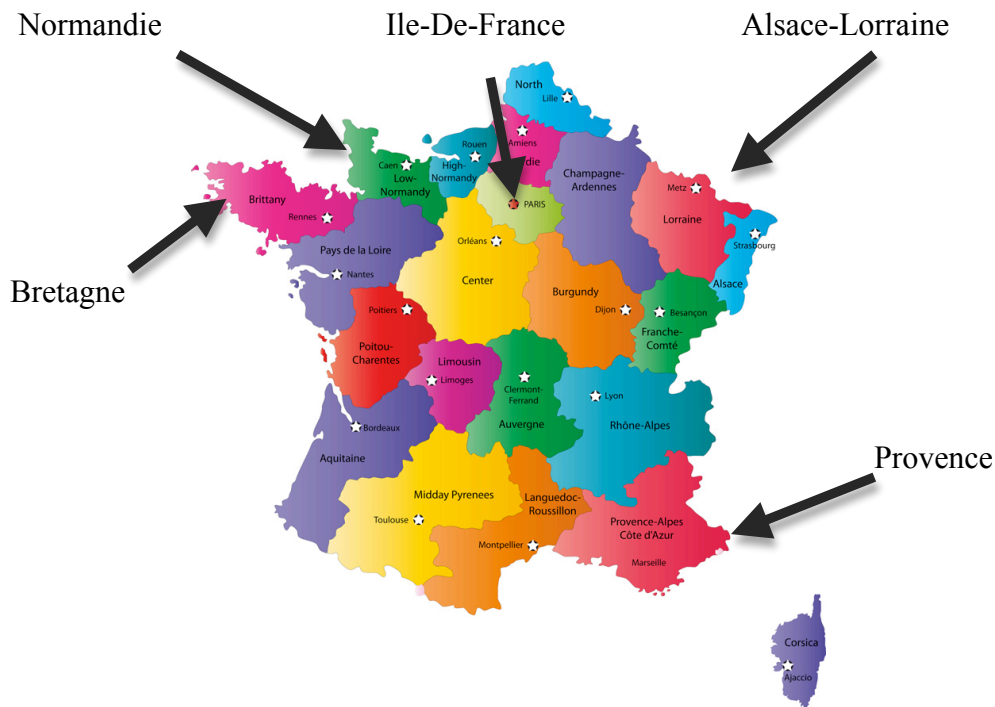 Normandie
Ile-De-France
Alsace-Lorraine
North
Lille
Amiens
die
Rouen
High-
Normandy
Caen
Low-
Normandy
Champagne-
Ardennes
Metz
Lorraine
Brittany
Rennes
PARIS
Strasbourg
Alsace
Pays de la Loire
Nantes
Orléans
Center
Bretagne
Burgundy
Dijon
Besançon
Franche-
Comté
Poitiers
Poitou-
Charentes
Limousin
Limoges
Clermont-
Ferrand
Auvergne
Lyon
Rhône-Alpes
Bordeaux
Aquitaine
Provence
Midday Pyrenees
Toulouse
Languedoc-
Roussillon
Montpellier
Provence-Alpes
Côte d'Azur
Marseille
Corsica
Ajaccio